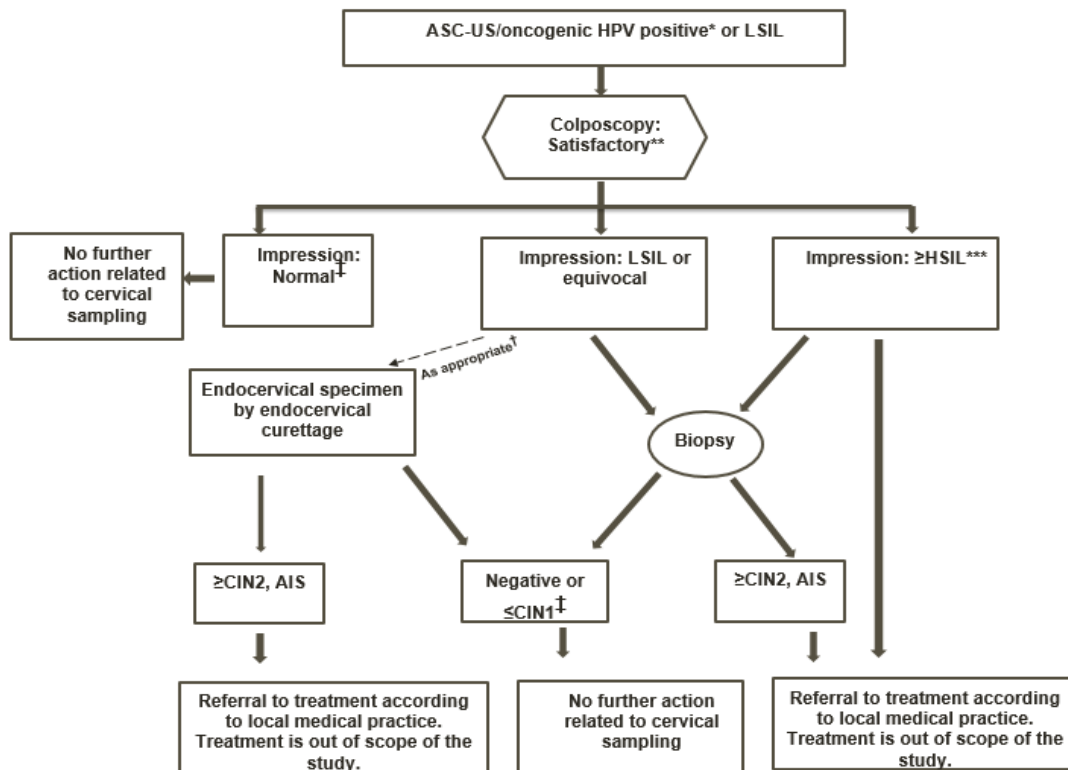 ASC-US/oncogenic HPV positive* or LSIL
Colposcopy:
Satisfactory**
No further
action related
to cervical
sampling
Impression:
Normal‡
Impression: LSIL or
equivocal
Impression: ≥HSIL***
As appropriate†
Endocervical specimen
by endocervical
curettage
Biopsy
≥CIN2, AIS
Negative or
≤CIN1‡
≥CIN2, AIS
Referral to treatment according
to local medical practice.
Treatment is out of scope of the
study.
No further action
related to cervical
sampling
Referral to treatment according
to local medical practice.
Treatment is out of scope of the
study.